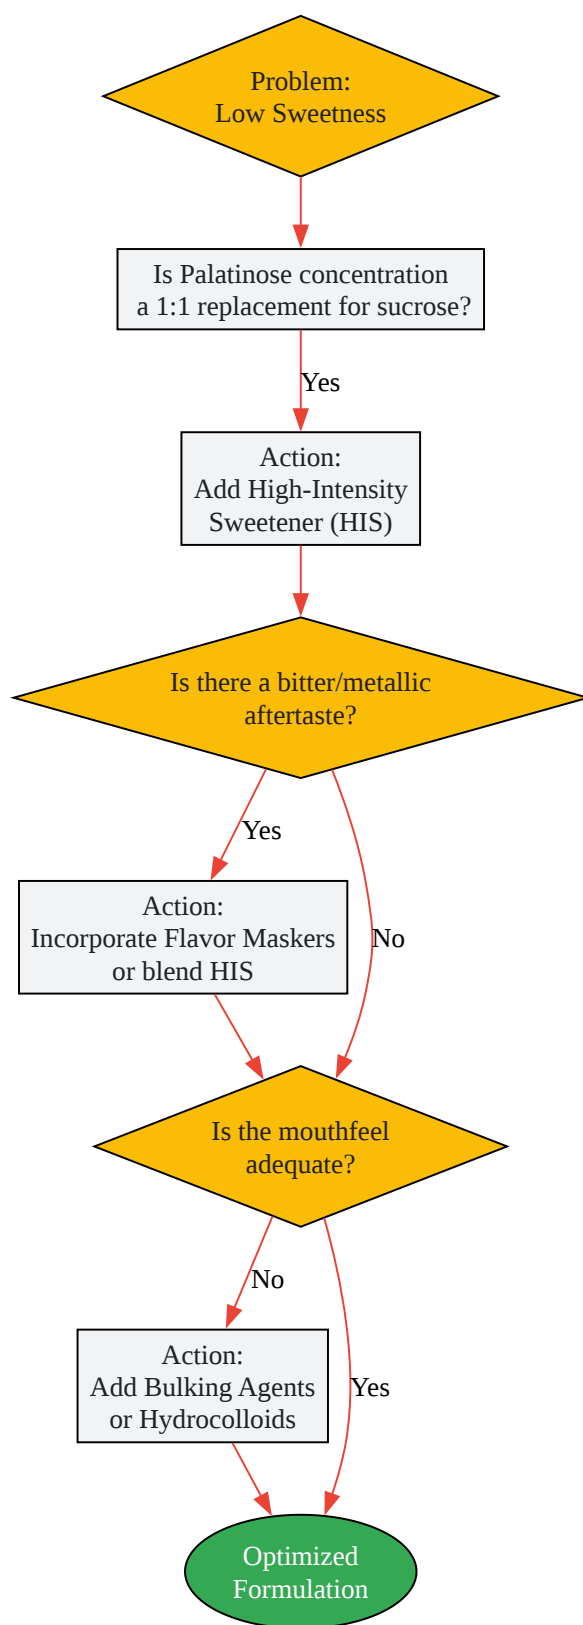 Problem:
Low Sweetness
Is Palatinose concentration
a 1:1 replacement for sucrose?
Yes
Action:
Add High-Intensity
Sweetener (HIS)
Is there a bitter/metallic
aftertaste?
Yes
Action:
Incorporate Flavor Maskers
or blend HIS
No
Is the mouthfeel
adequate?
No
Action:
Add Bulking Agents
or Hydrocolloids
Yes
Optimized
Formulation